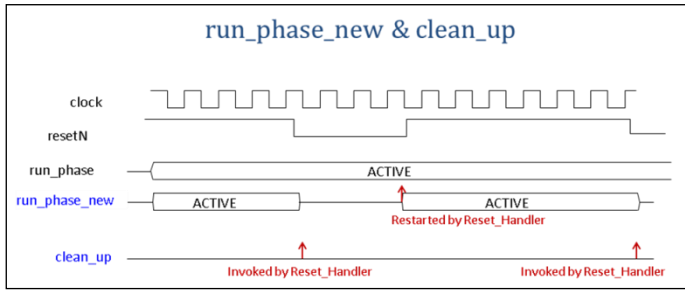 run_phase_new & clean_up
clock
resetN
run_phase
ACTIVE
run_phase_new
ACTIVE
ACTIVE
Restarted by Reset_Handler
clean_up
Invoked by Reset_Handler
Invoked by Reset_Handler